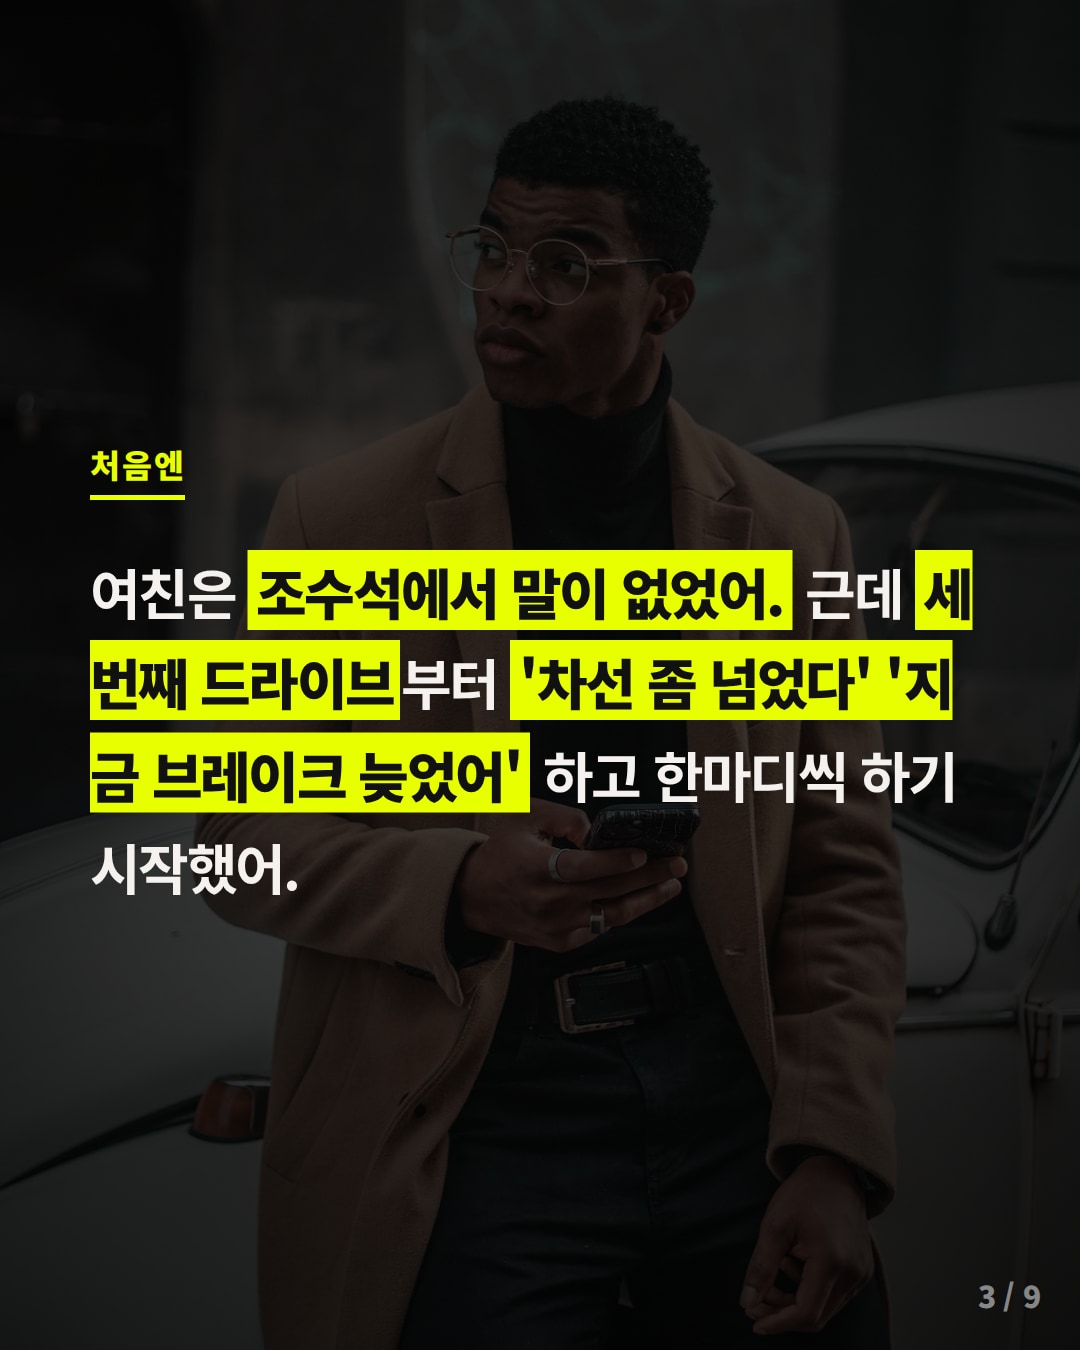 처음엔
여친은 조수석에서 말이 없었어. 근데 세
번째 드라이브부터 '차선 좀 넘었다' '지
금 브레이크 늦었어' 하고 한마디씩 하기
시작했어.
3 / 9